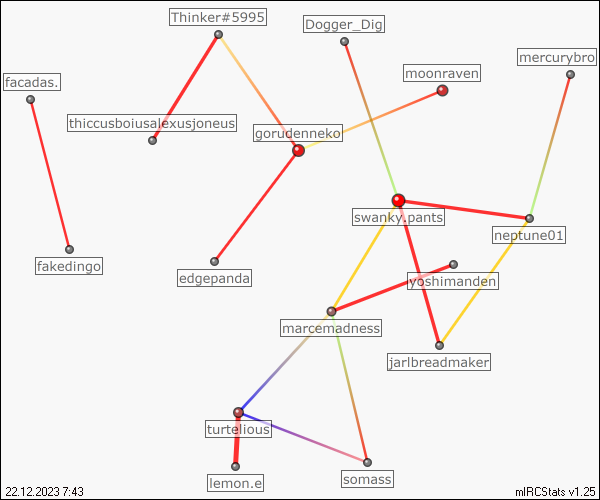 Thinker#5995
Dogger_Dig
mercurybro
moonraven
facadas.
thiccusboiusalexusjoneus
gorudenneko
swanky.pants
neptune01
fakedingo
edgepanda
yoshimanden
marcemadness
jarlbreadmaker
turtelious
somass
lemon.e
22.12.2023 7:43
mIRCStats v1.25